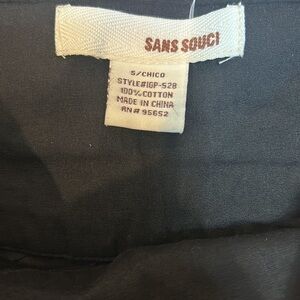 SANS SOUCI
S/CHICO
STYLE#IGP-528
100% COTTON
MADE IN CHINA
RN# 95652